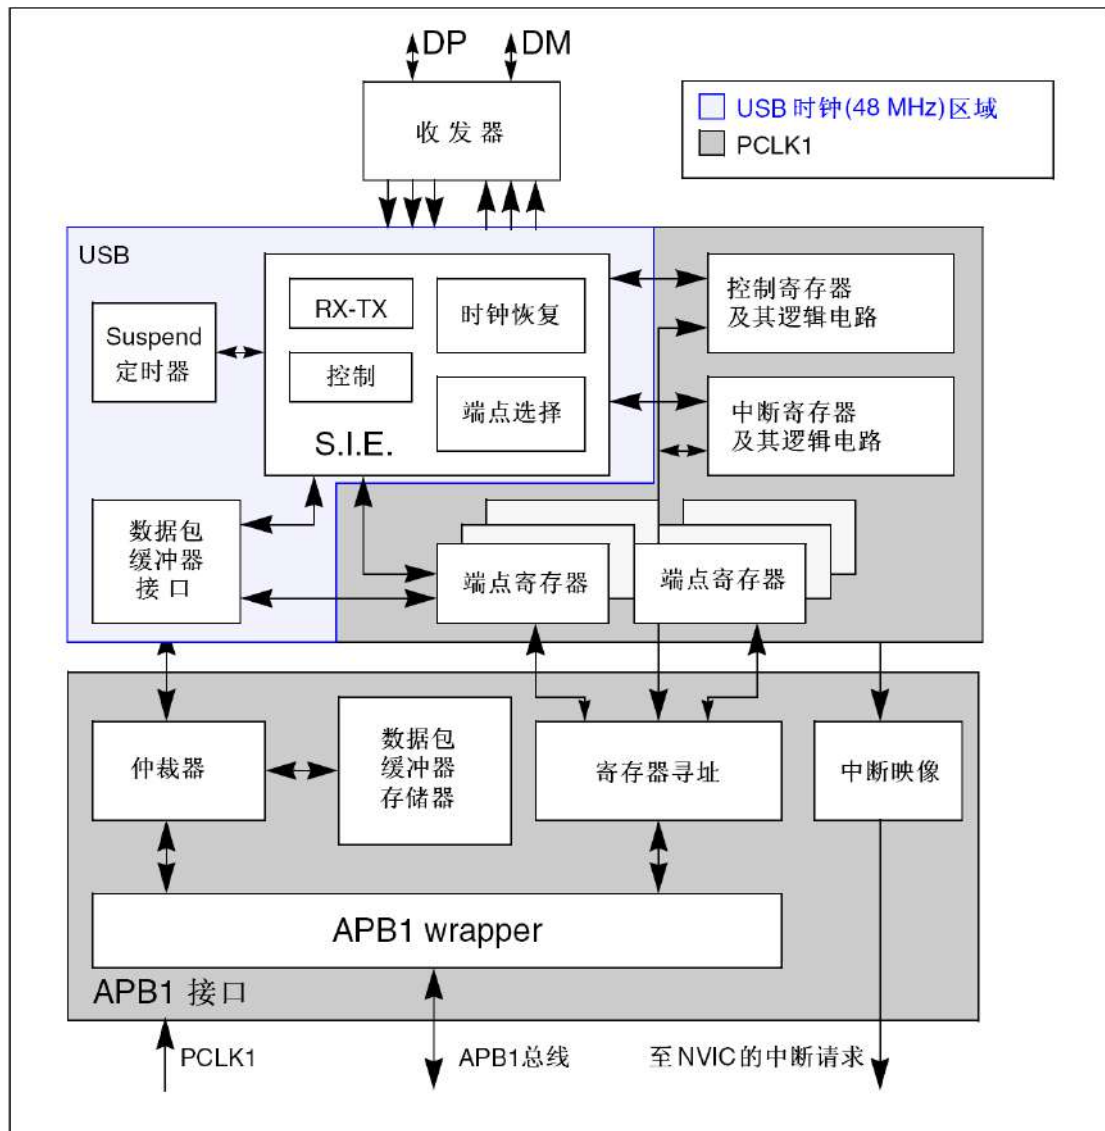 DP
DM
收发器
USB 时钟(48 MHz)区域
PCLK1
USB
RX-TX
时钟恢复
控制寄存器
及其逻辑电路
Suspend
定时器
控制
端点选择
中断寄存器
及其逻辑电路
S.I.E.
数据包
缓冲器
接口
端点寄存器
端点寄存器
仲裁器
数据包
缓冲器
存储器
寄存器寻址
中断映像
APB1 wrapper
APB1 接口
PCLK1
APB1总线
至NVIC的中断请求